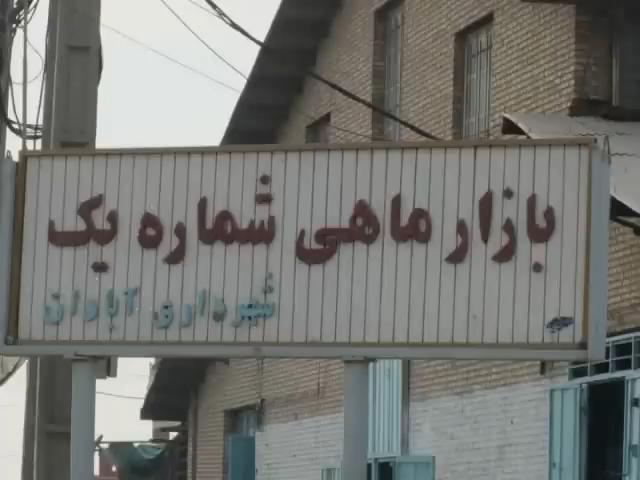 بازار ماهی شماره یک
شهرداری آبادان